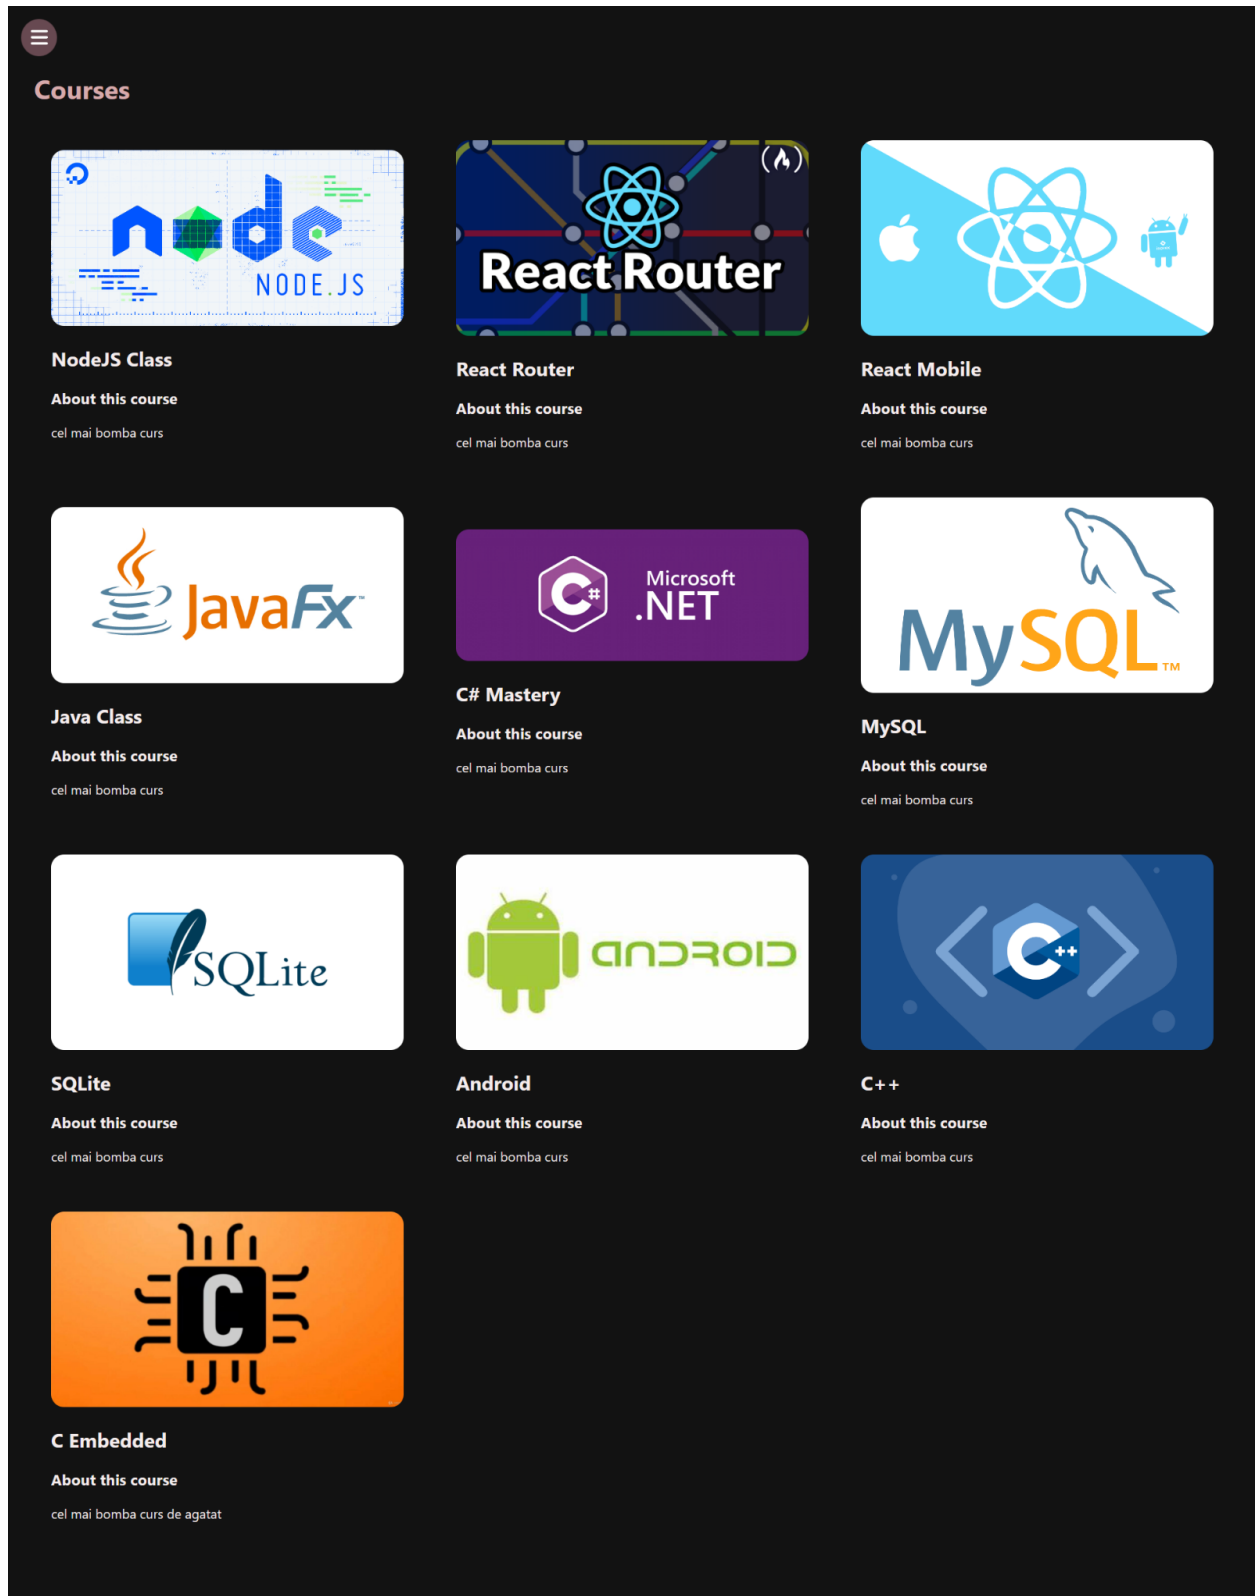 Courses
node
NODE.JS
NodeJS Class
About this course
cel mai bomba curs
React Router
React Router
About this course
cel mai bomba curs
React Mobile
About this course
cel mai bomba curs
JavaFx™
Java Class
About this course
cel mai bomba curs
C#
Microsoft
.NET
C# Mastery
About this course
cel mai bomba curs
MySQL™
MySQL
About this course
cel mai bomba curs
SQLite
SQLite
About this course
cel mai bomba curs
ANDROID
Android
About this course
cel mai bomba curs
C++
C++
About this course
cel mai bomba curs
C
C Embedded
About this course
cel mai bomba curs de agatat